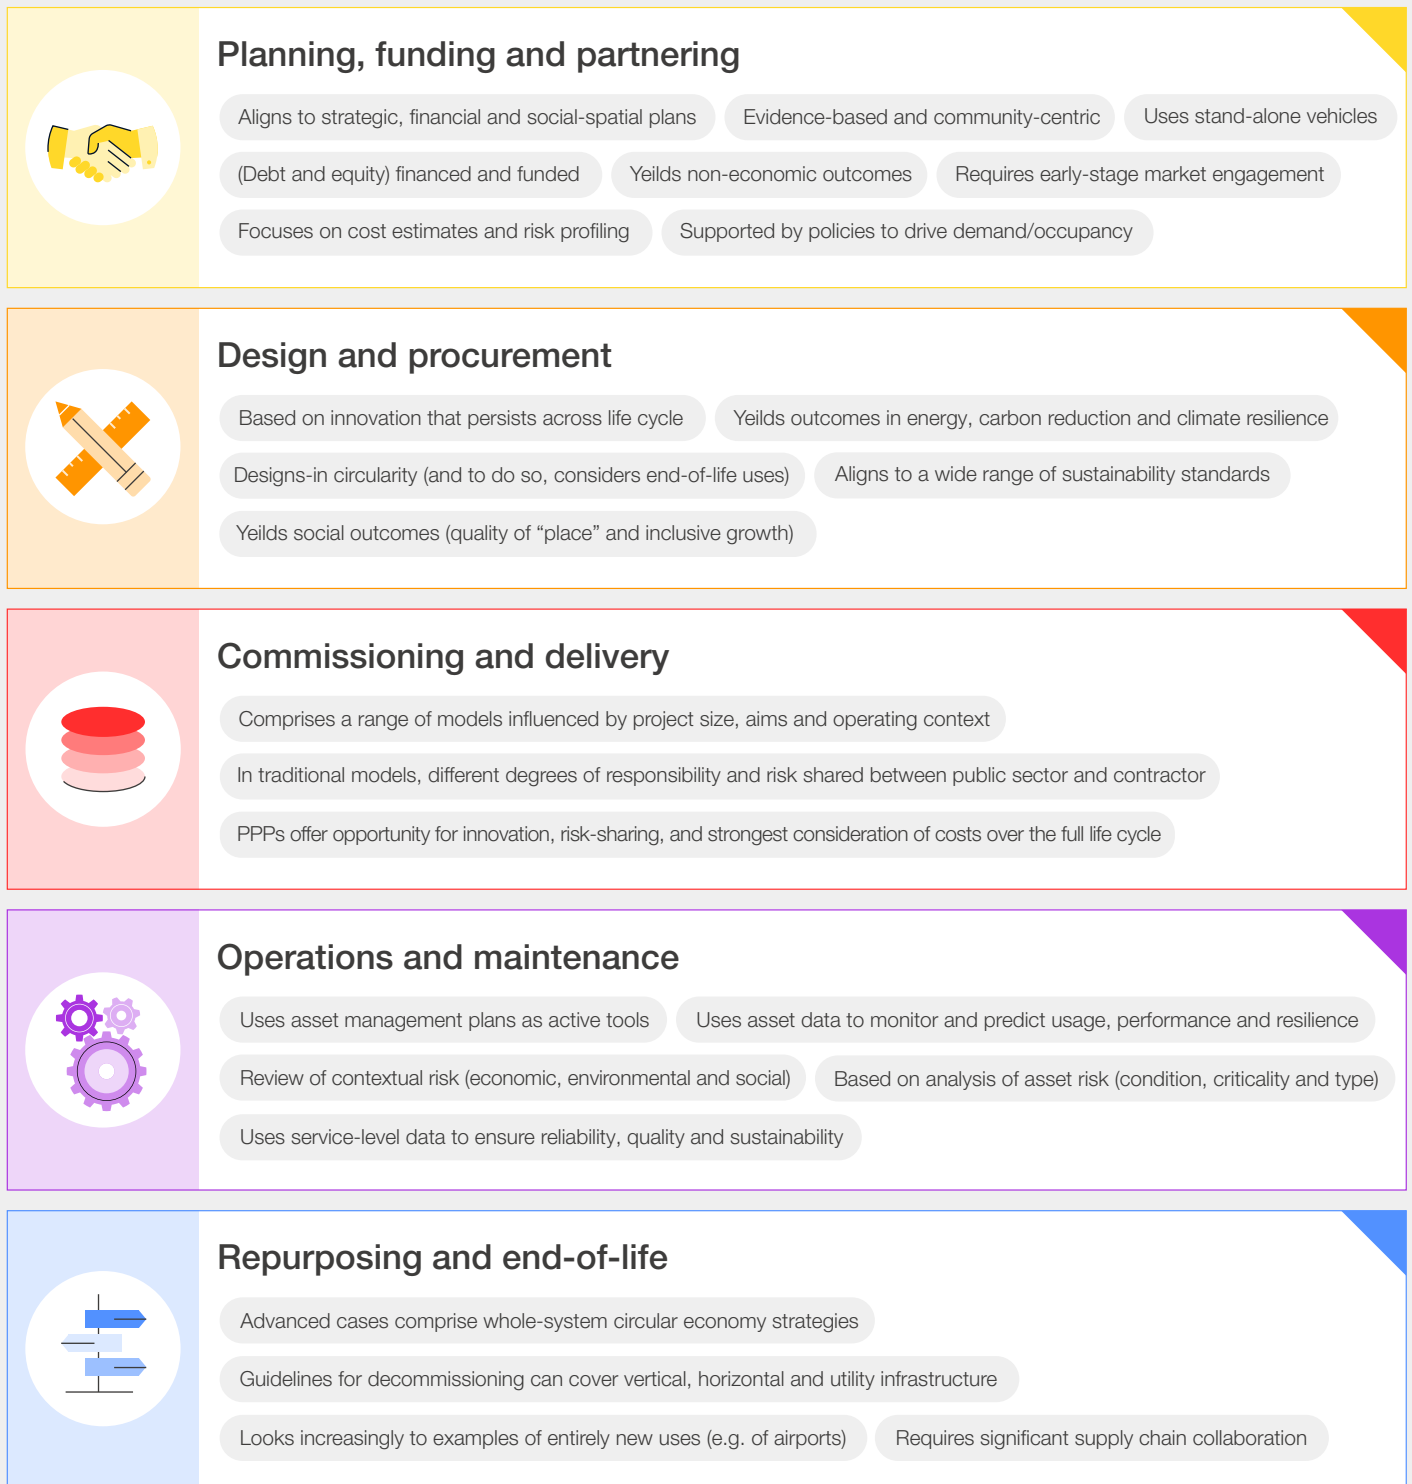 Planning, funding and partnering
Aligns to strategic, financial and social-spatial plans
Evidence-based and community-centric
Uses stand-alone vehicles
(Debt and equity) financed and funded
Yeilds non-economic outcomes
Requires early-stage market engagement
Focuses on cost estimates and risk profiling
Supported by policies to drive demand/occupancy
Design and procurement
Based on innovation that persists across life cycle
Yeilds outcomes in energy, carbon reduction and climate resilience
Designs-in circularity (and to do so, considers end-of-life uses)
Aligns to a wide range of sustainability standards
Yeilds social outcomes (quality of “place” and inclusive growth)
Commissioning and delivery
Comprises a range of models influenced by project size, aims and operating context
In traditional models, different degrees of responsibility and risk shared between public sector and contractor
PPPs offer opportunity for innovation, risk-sharing, and strongest consideration of costs over the full life cycle
Operations and maintenance
Uses asset management plans as active tools
Uses asset data to monitor and predict usage, performance and resilience
Review of contextual risk (economic, environmental and social)
Based on analysis of asset risk (condition, criticality and type)
Uses service-level data to ensure reliability, quality and sustainability
Repurposing and end-of-life
Advanced cases comprise whole-system circular economy strategies
Guidelines for decommissioning can cover vertical, horizontal and utility infrastructure
Looks increasingly to examples of entirely new uses (e.g. of airports)
Requires significant supply chain collaboration